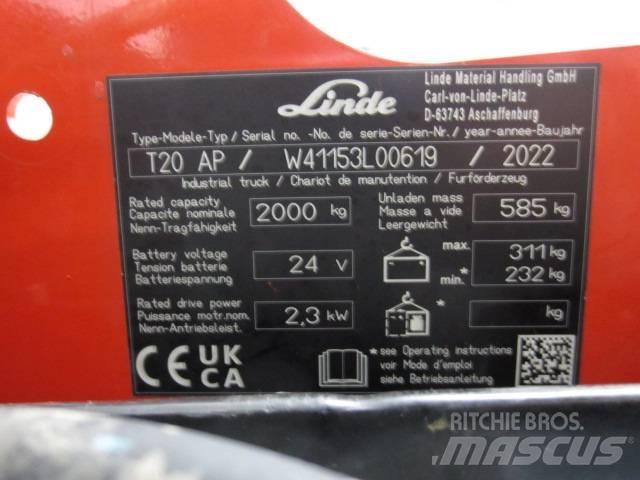 Linde
Linde Material Handling GmbH
Carl-von-Linde-Platz
D-63743 Aschaffenburg
Type-Modele-Typ / Serial no. -No. de serie-Serien-Nr. / year-annee-Baujahr
T20 AP / W41153L00619 / 2022
Industrial truck / Chariot de manutention / Furförderzeug
Rated capacity
Capacite nominale
Nenn-Tragfähigkeit
2000 kg
Unladen mass
Masse a vide
Leergewicht
585 kg
Battery voltage
Tension batterie
Batteriespannung
24 V
max. 311 kg
min.* 232 kg
Rated drive power
Puissance motr.nom.
Nenn-Antriebsleist.
2,3 kW
* kg
CE UK
CA
* see Operating instructions
voir Mode d'emploi
siehe Betriebsanleitung
RITCHIE BROS.
MASCUS